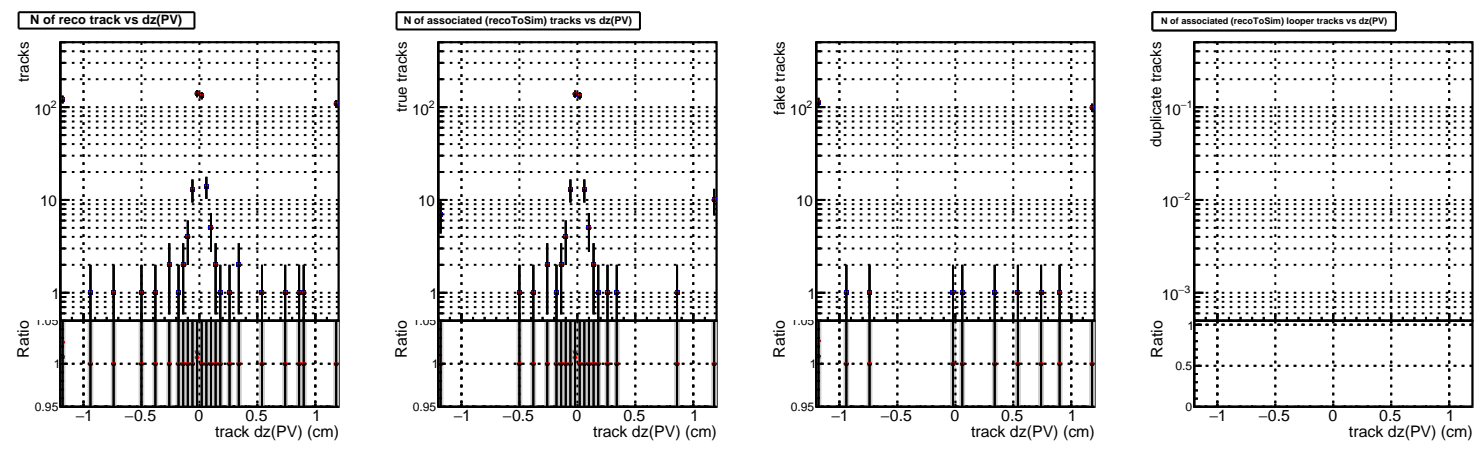 N of reco track vs dz(PV)
tracks
10²
10
1
Ratio
1.05
1
0.95
−1 −0.5 0 0.5 1
track dz(PV) (cm)
N of associated (recoToSim) tracks vs dz(PV)
true tracks
10²
10
1
Ratio
1.05
1
0.95
−1 −0.5 0 0.5 1
track dz(PV) (cm)
fake tracks
10²
10
1
Ratio
1.05
1
0.95
−1 −0.5 0 0.5 1
track dz(PV) (cm)
N of associated (recoToSim) looper tracks vs dz(PV)
duplicate tracks
10⁻¹
10⁻²
10⁻³
Ratio
1
0.5
0
−1 −0.5 0 0.5 1
track dz(PV) (cm)